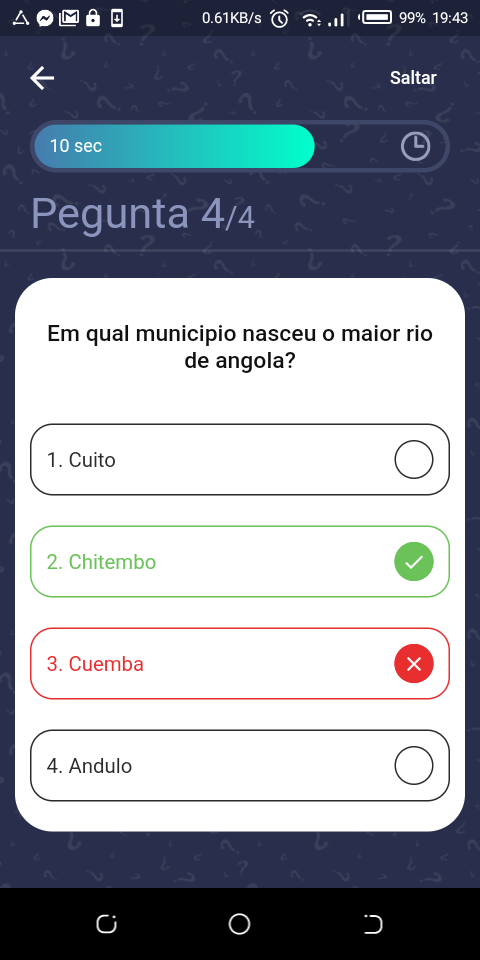 0.61KB/s 99% 19:43
Saltar
10 sec
Pegunta 4/4
Em qual municipio nasceu o maior rio
de angola?
1. Cuito
2. Chitembo
3. Cuemba
4. Andulo